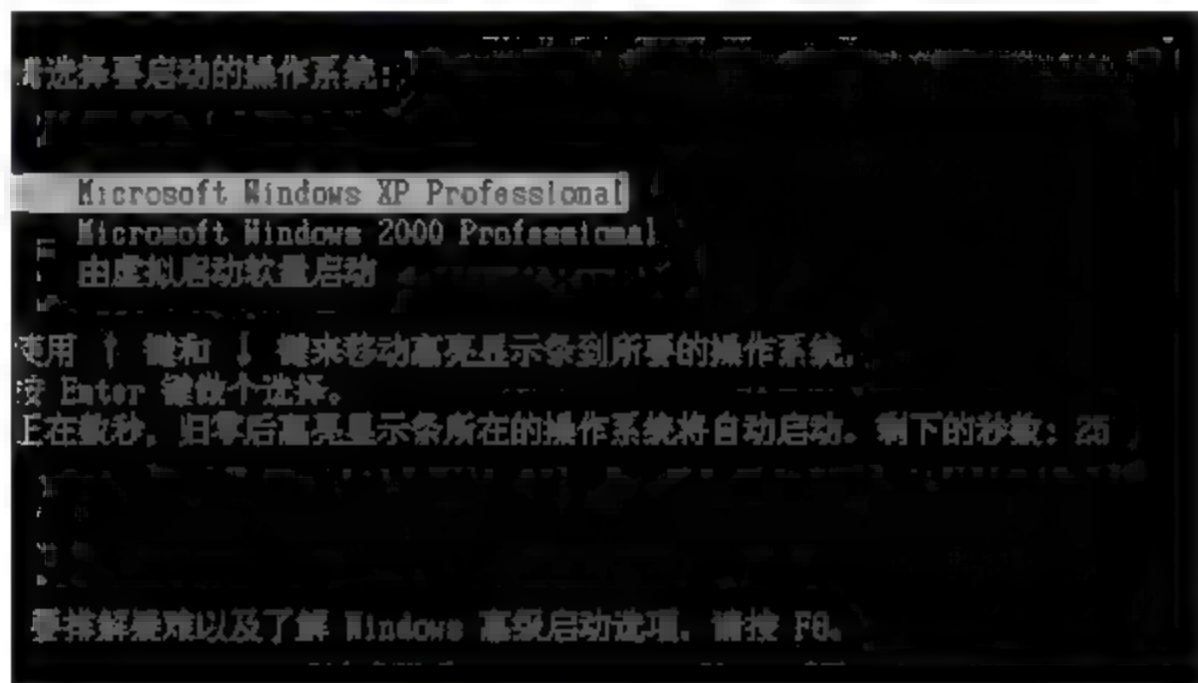 请选择要启动的操作系统:
Microsoft Windows XP Professional
Microsoft Windows 2000 Professional
由虚拟启动软盘启动
使用 ↑ 键和 ↓ 键来移动高亮显示条到所要的操作系统,
按 Enter 键做个选择。
正在数秒, 归零后高亮显示条所在的操作系统将自动启动。剩下的秒数: 25
要排解疑难以及了解 Windows 高级启动选项, 请按 F8。